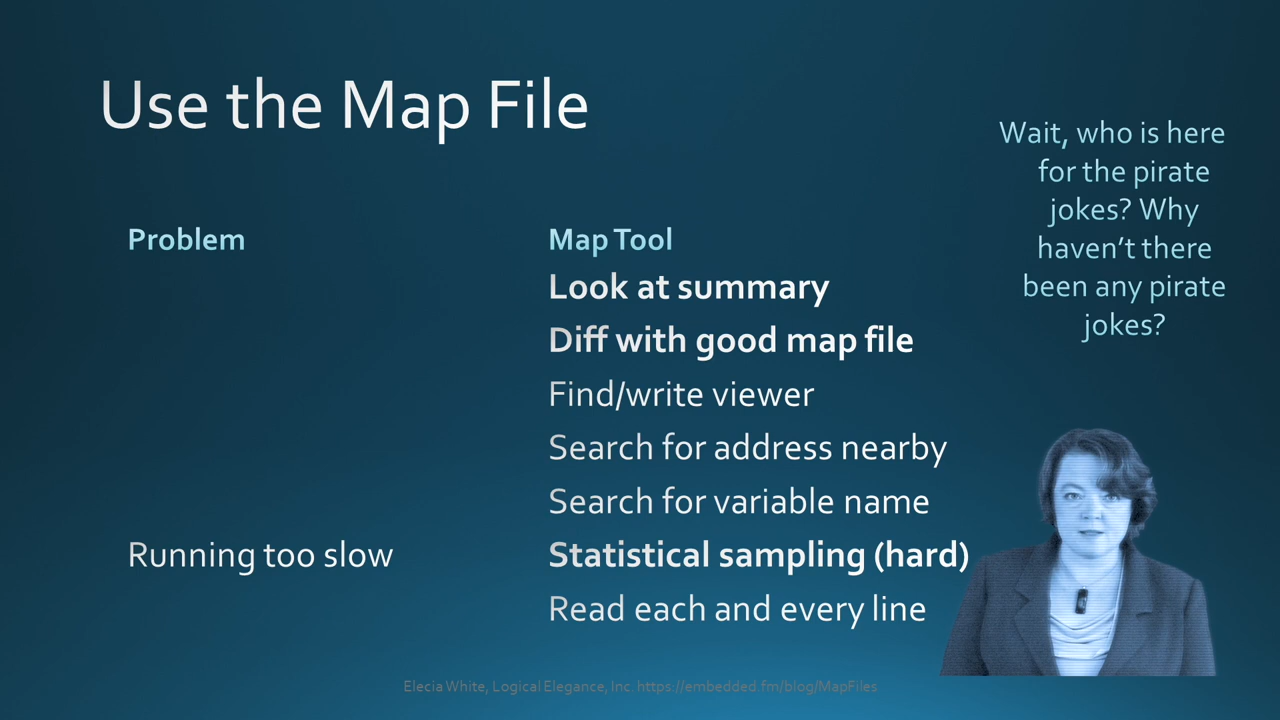 Use the Map File
Wait, who is here
for the pirate
jokes? Why
haven’t there
been any pirate
jokes?
Problem
Map Tool
Look at summary
Diff with good map file
Find/write viewer
Search for address nearby
Search for variable name
Running too slow
Statistical sampling (hard)
Read each and every line
Elecia White, Logical Elegance, Inc. https://embedded.fm/blog/MapFiles